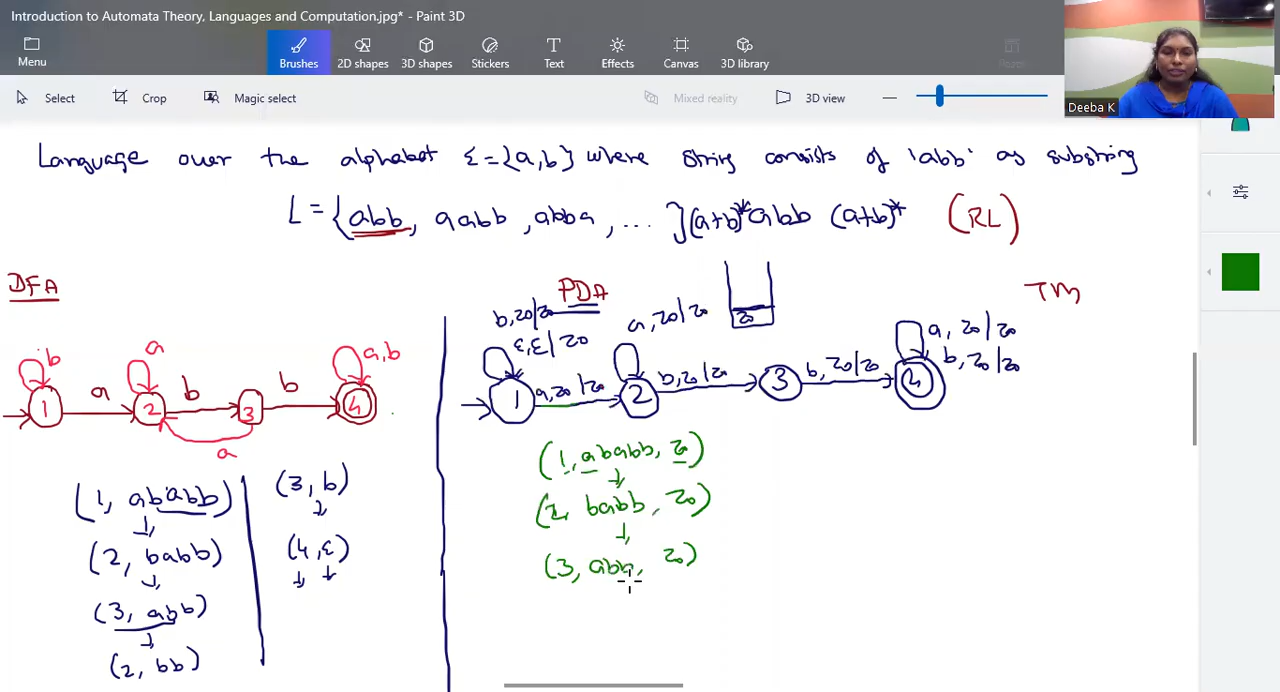 Introduction to Automata Theory, Languages and Computation.jpg* - Paint 3D
Menu
Brushes
2D shapes
3D shapes
Stickers
Text
Effects
Canvas
3D library
Deeba K
Select
Crop
Magic select
Mixed reality
3D view
Language over the alphabet Σ={a,b} where string consists of 'abb' as substring
L = {abb, aabb, abba, ...} (a+b)*abb (a+b)* (RL)
DFA
b
a
a,b
1
a
2
b
3
b
4
a
(1, ababb)
(2, babb)
(3, abb)
(2, bb)
(3, b)
(4, ε)
PDA
z0
TM
b, z0/z0
ε, ε/z0
a, z0/z0
a, z0/z0
b, z0/z0
1
a, z0/z0
2
b, z0/z0
3
b, z0/z0
4
(1, ababb, z0)
(2, babb, z0)
(3, abb, z0)